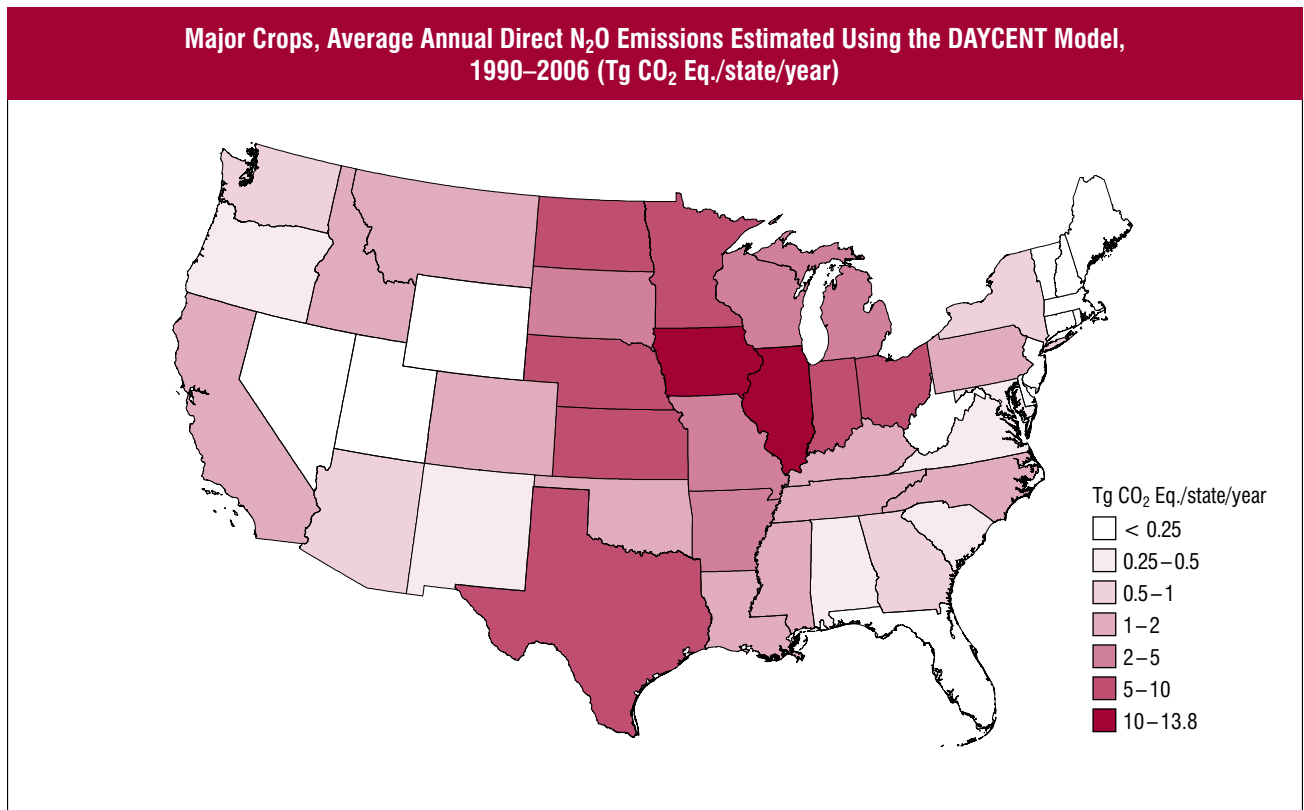 Major Crops, Average Annual Direct N₂O Emissions Estimated Using the DAYCENT Model,
1990–2006 (Tg CO₂ Eq./state/year)
Tg CO₂ Eq./state/year
< 0.25
0.25–0.5
0.5–1
1–2
2–5
5–10
10–13.8